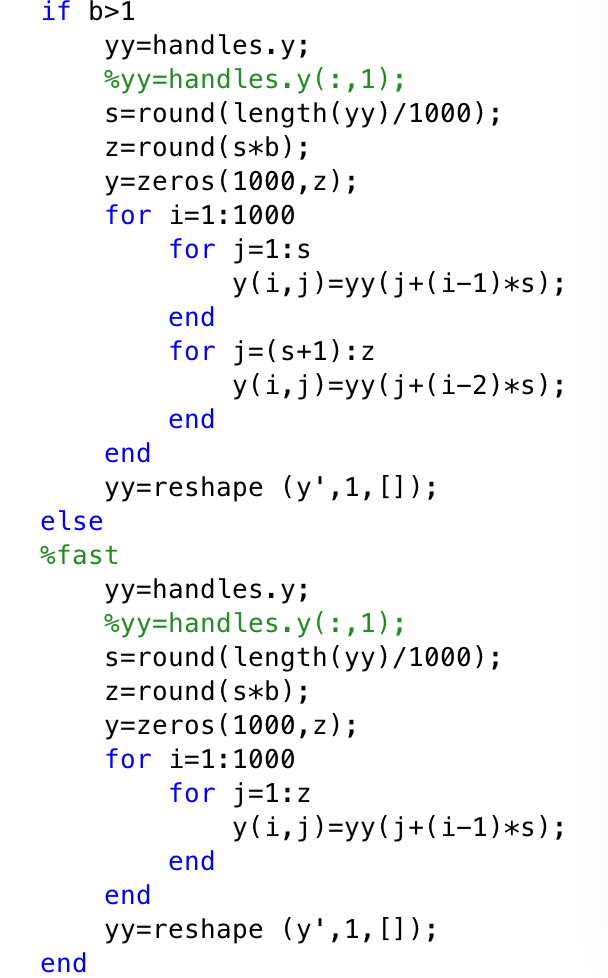 if b>1
    yy=handles.y;
    %yy=handles.y(:,1);
    s=round(length(yy)/1000);
    z=round(s*b);
    y=zeros(1000,z);
    for i=1:1000
        for j=1:s
            y(i,j)=yy(j+(i-1)*s);
        end
        for j=(s+1):z
            y(i,j)=yy(j+(i-2)*s);
        end
    end
    yy=reshape (y',1,[]);
else
%fast
    yy=handles.y;
    %yy=handles.y(:,1);
    s=round(length(yy)/1000);
    z=round(s*b);
    y=zeros(1000,z);
    for i=1:1000
        for j=1:z
            y(i,j)=yy(j+(i-1)*s);
        end
    end
    yy=reshape (y',1,[]);
end